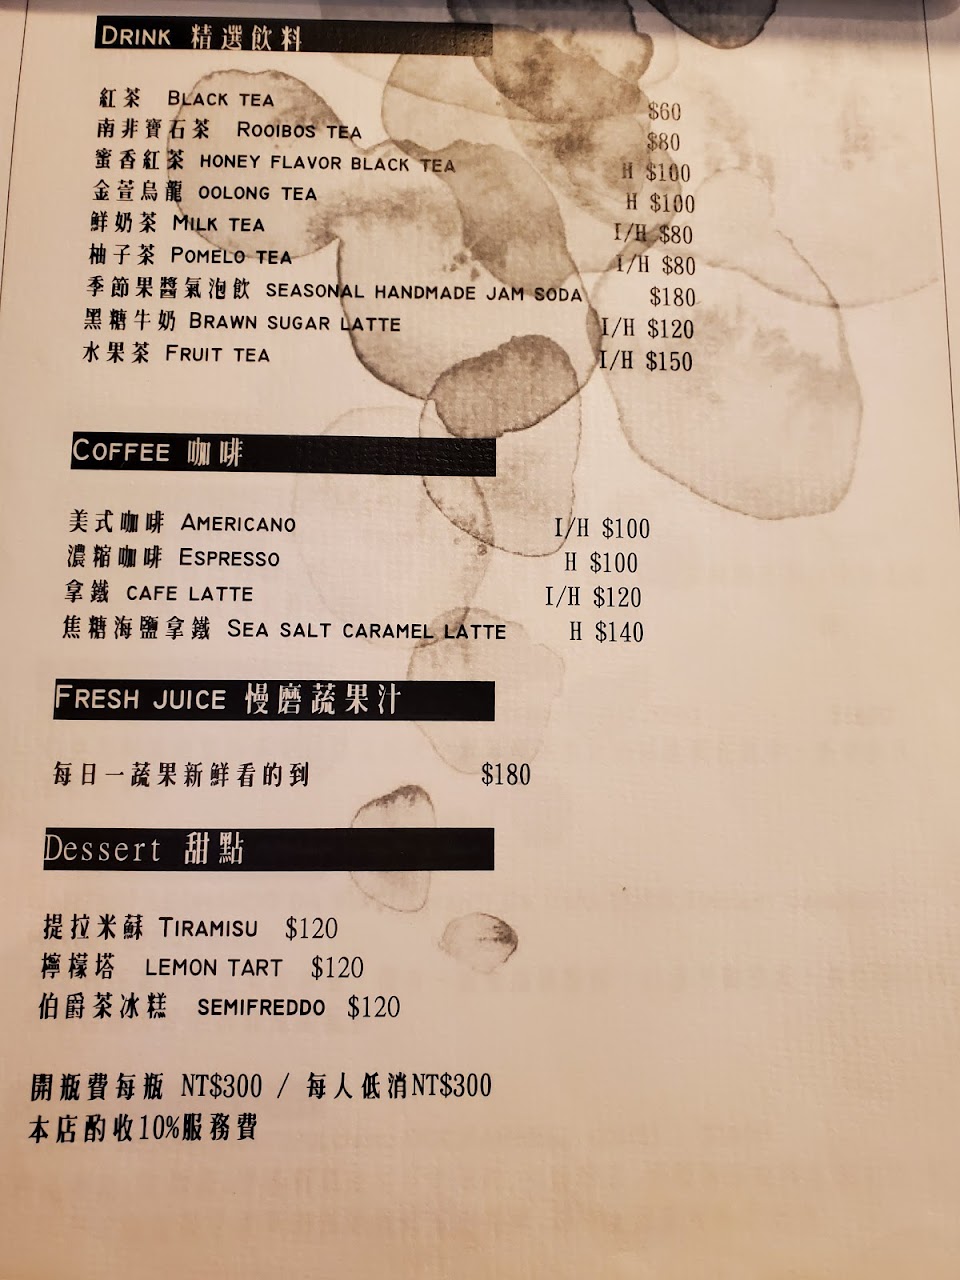 DRINK 精選飲料
紅茶 BLACK TEA $60
南非寶石茶 ROOIBOS TEA $80
蜜香紅茶 HONEY FLAVOR BLACK TEA H $100
金萱烏龍 OOLONG TEA H $100
鮮奶茶 MILK TEA I/H $80
柚子茶 POMELO TEA I/H $80
季節果醬氣泡飲 SEASONAL HANDMADE JAM SODA $180
黑糖牛奶 BRAWN SUGAR LATTE I/H $120
水果茶 FRUIT TEA I/H $150
COFFEE 咖啡
美式咖啡 AMERICANO I/H $100
濃縮咖啡 ESPRESSO H $100
拿鐵 CAFE LATTE I/H $120
焦糖海鹽拿鐵 SEA SALT CARAMEL LATTE H $140
FRESH JUICE 慢磨蔬果汁
每日一蔬果新鮮看的到 $180
Dessert 甜點
提拉米蘇 TIRAMISU $120
檸檬塔 LEMON TART $120
伯爵茶冰糕 SEMIFREDDO $120
開瓶費每瓶 NT$300 / 每人低消NT$300
本店酌收10%服務費